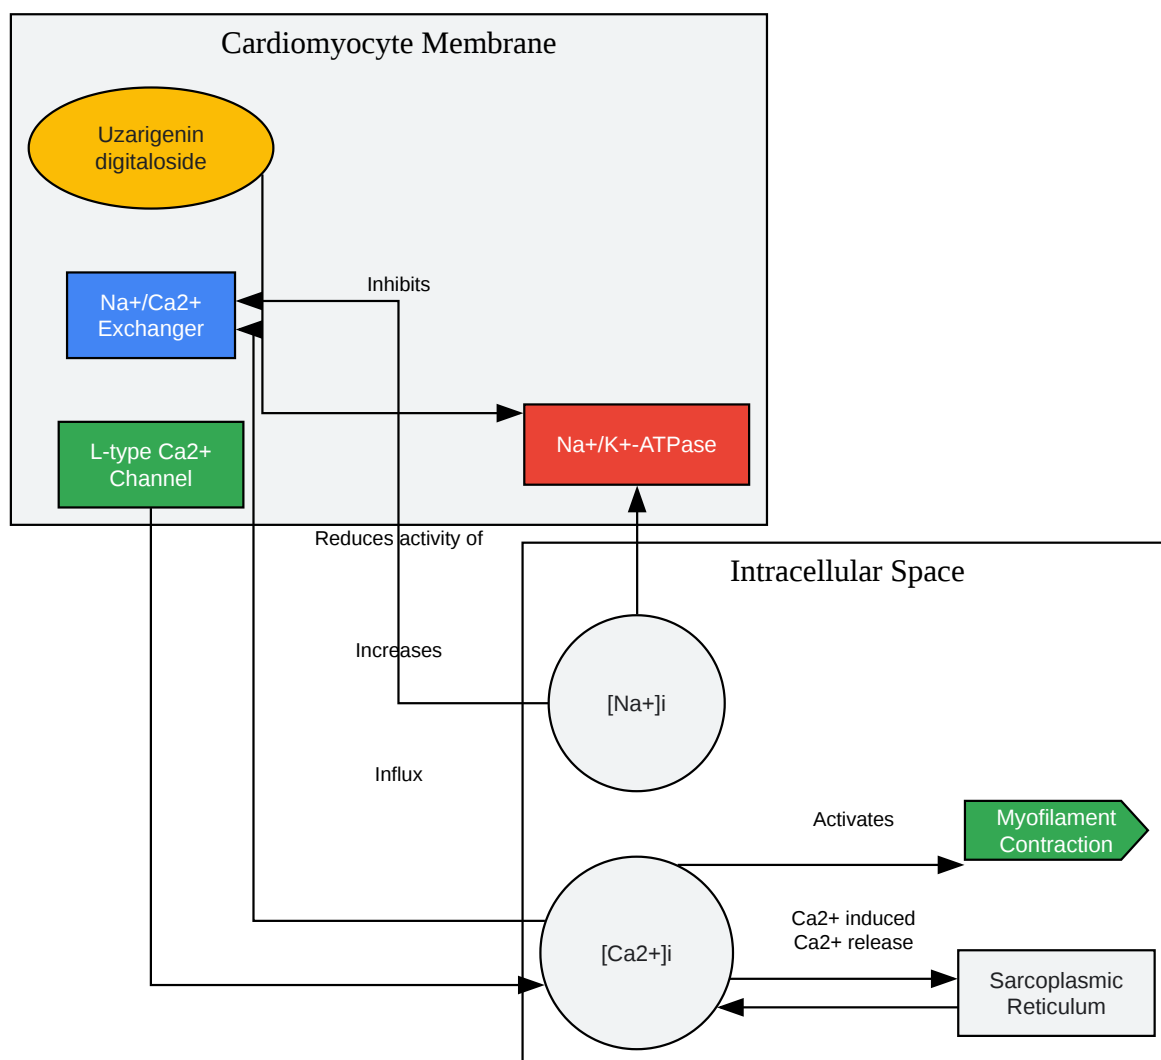 Cardiomyocyte Membrane
Uzarigenin
digitaloside
Inhibits
Na+/Ca2+
Exchanger
L-type Ca2+
Channel
Na+/K+-ATPase
Reduces activity of
Intracellular Space
Increases
[Na+]i
Influx
Activates
Myofilament
Contraction
Ca2+ induced
Ca2+ release
[Ca2+]i
Sarcoplasmic
Reticulum